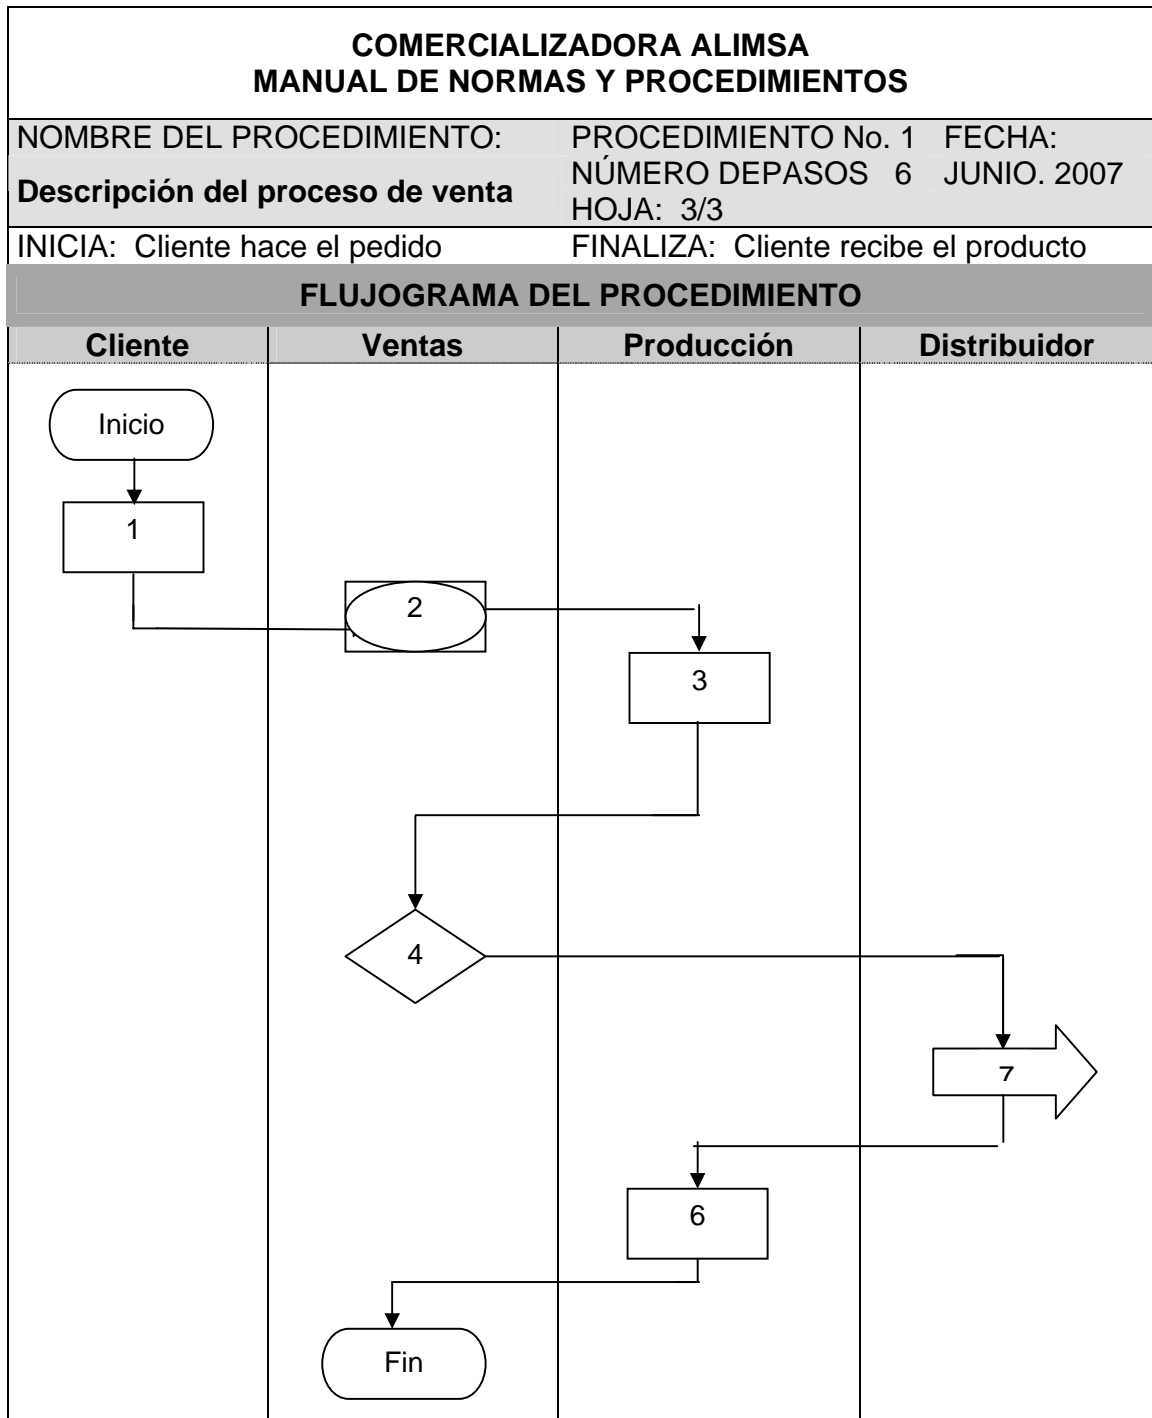 COMERCIALIZADORA ALIMSA
MANUAL DE NORMAS Y PROCEDIMIENTOS
NOMBRE DEL PROCEDIMIENTO:
Descripción del proceso de venta
PROCEDIMIENTO No. 1
NÚMERO DEPASOS 6
HOJA: 3/3
FECHA:
JUNIO. 2007
INICIA: Cliente hace el pedido
FINALIZA: Cliente recibe el producto
FLUJOGRAMA DEL PROCEDIMIENTO
Cliente
Ventas
Producción
Distribuidor
Inicio
1
2
3
4
7
6
Fin